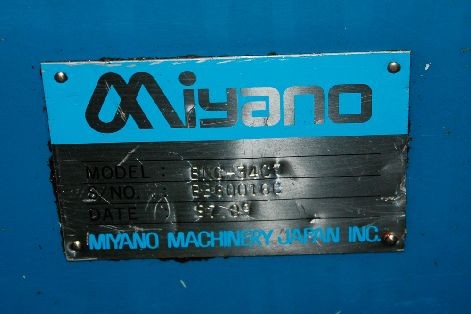 Miyano
MODEL :
S/NO. :
DATE
MIYANO MACHINERY JAPAN INC.